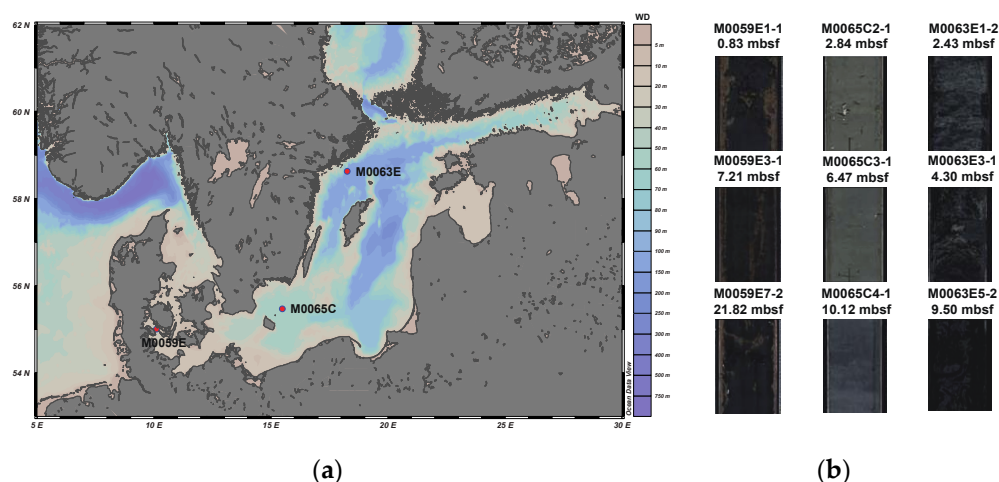 WD
62 N
60 N
58 N
56 N
54 N
5 E
10 E
15 E
20 E
25 E
30 E
M0063E
M0065C
M0059E
5 m
10 m
20 m
30 m
40 m
50 m
60 m
70 m
80 m
90 m
100 m
150 m
200 m
250 m
300 m
400 m
500 m
750 m
Ocean Data View
M0059E1-1
0.83 mbsf
M0065C2-1
2.84 mbsf
M0063E1-2
2.43 mbsf
M0059E3-1
7.21 mbsf
M0065C3-1
6.47 mbsf
M0063E3-1
4.30 mbsf
M0059E7-2
21.82 mbsf
M0065C4-1
10.12 mbsf
M0063E5-2
9.50 mbsf
(a)
(b)